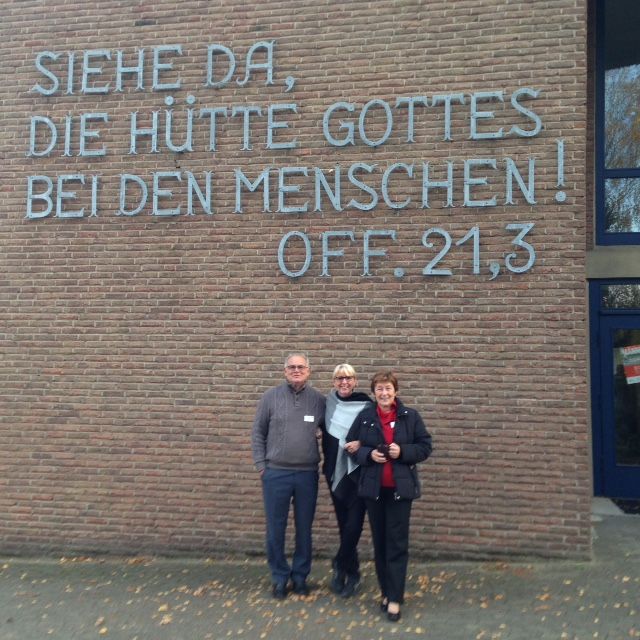 SIEHE DA,
DIE HÜTTE GOTTES
BEI DEN MENSCHEN!
OFF. 21,3